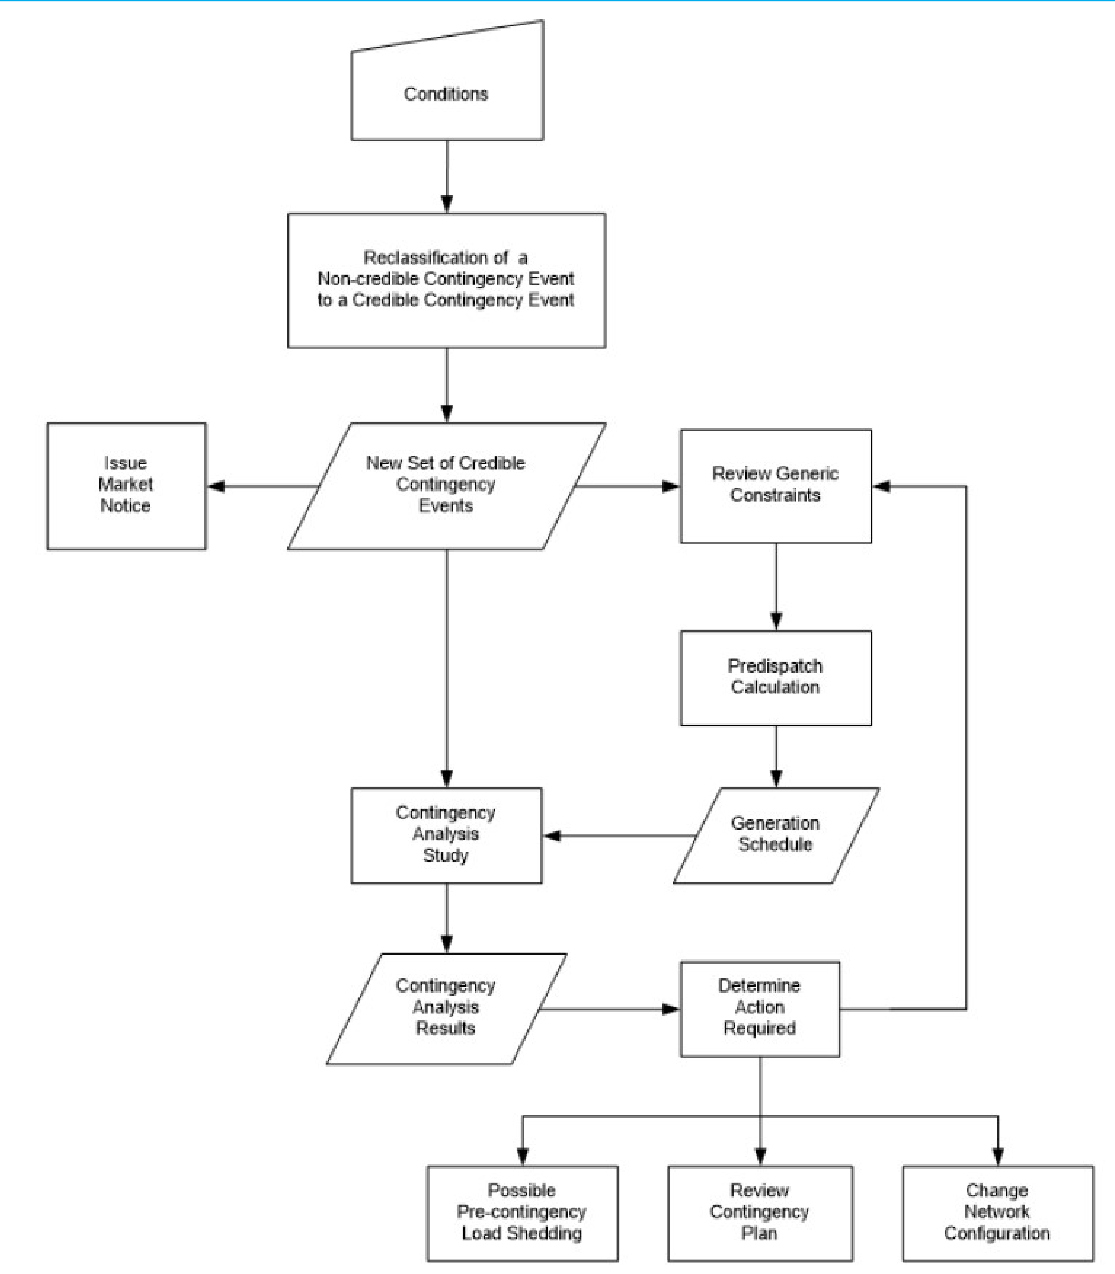 Conditions
Reclassification of a
Non-credible Contingency Event
to a Credible Contingency Event
Issue
Market
Notice
New Set of Credible
Contingency
Events
Review Generic
Constraints
Predispatch
Calculation
Contingency
Analysis
Study
Generation
Schedule
Contingency
Analysis
Results
Determine
Action
Required
Possible
Pre-contingency
Load Shedding
Review
Contingency
Plan
Change
Network
Configuration